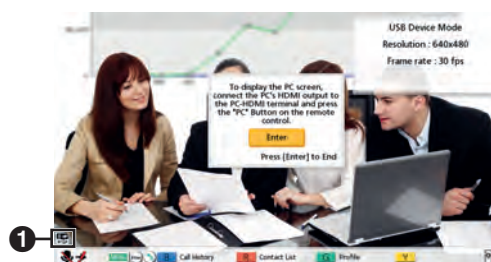 USB Device Mode
Resolution : 640x480
Frame rate : 30 fps
To display the PC screen,
connect the PC's HDMI output to
the PC-HDMI terminal and press
the "PC" Button on the remote
control.
Enter
Press [Enter] to End
1
B Call History R Contact List G Profile Y